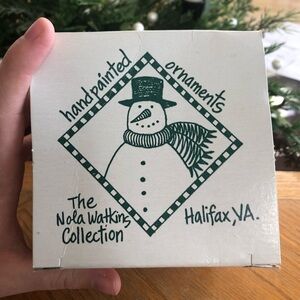 handpainted
ornaments
The
Nola Watkins
Collection
Halifax, VA.